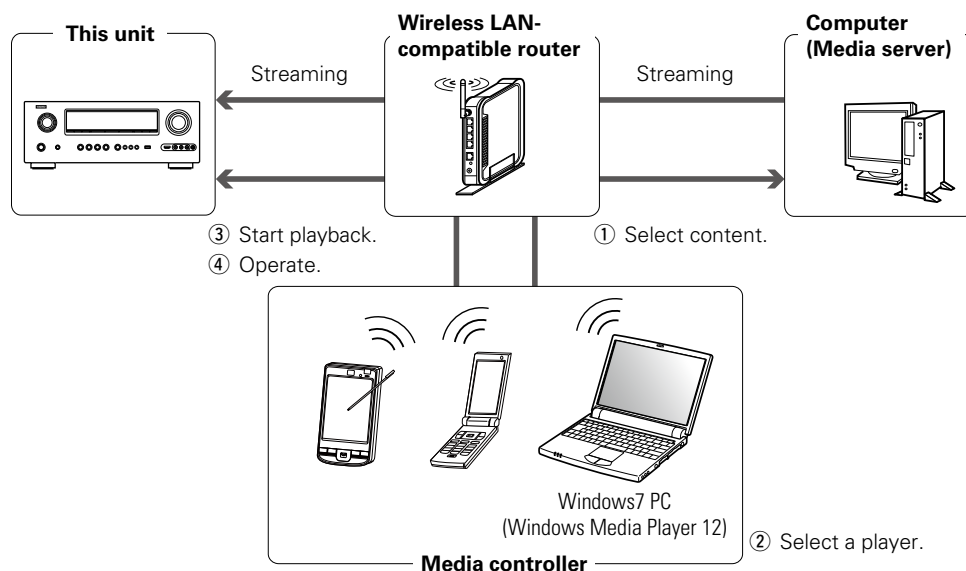 This unit
Wireless LAN-
compatible router
Computer
(Media server)
Streaming
Streaming
③ Start playback.
④ Operate.
① Select content.
Windows7 PC
(Windows Media Player 12)
② Select a player.
Media controller